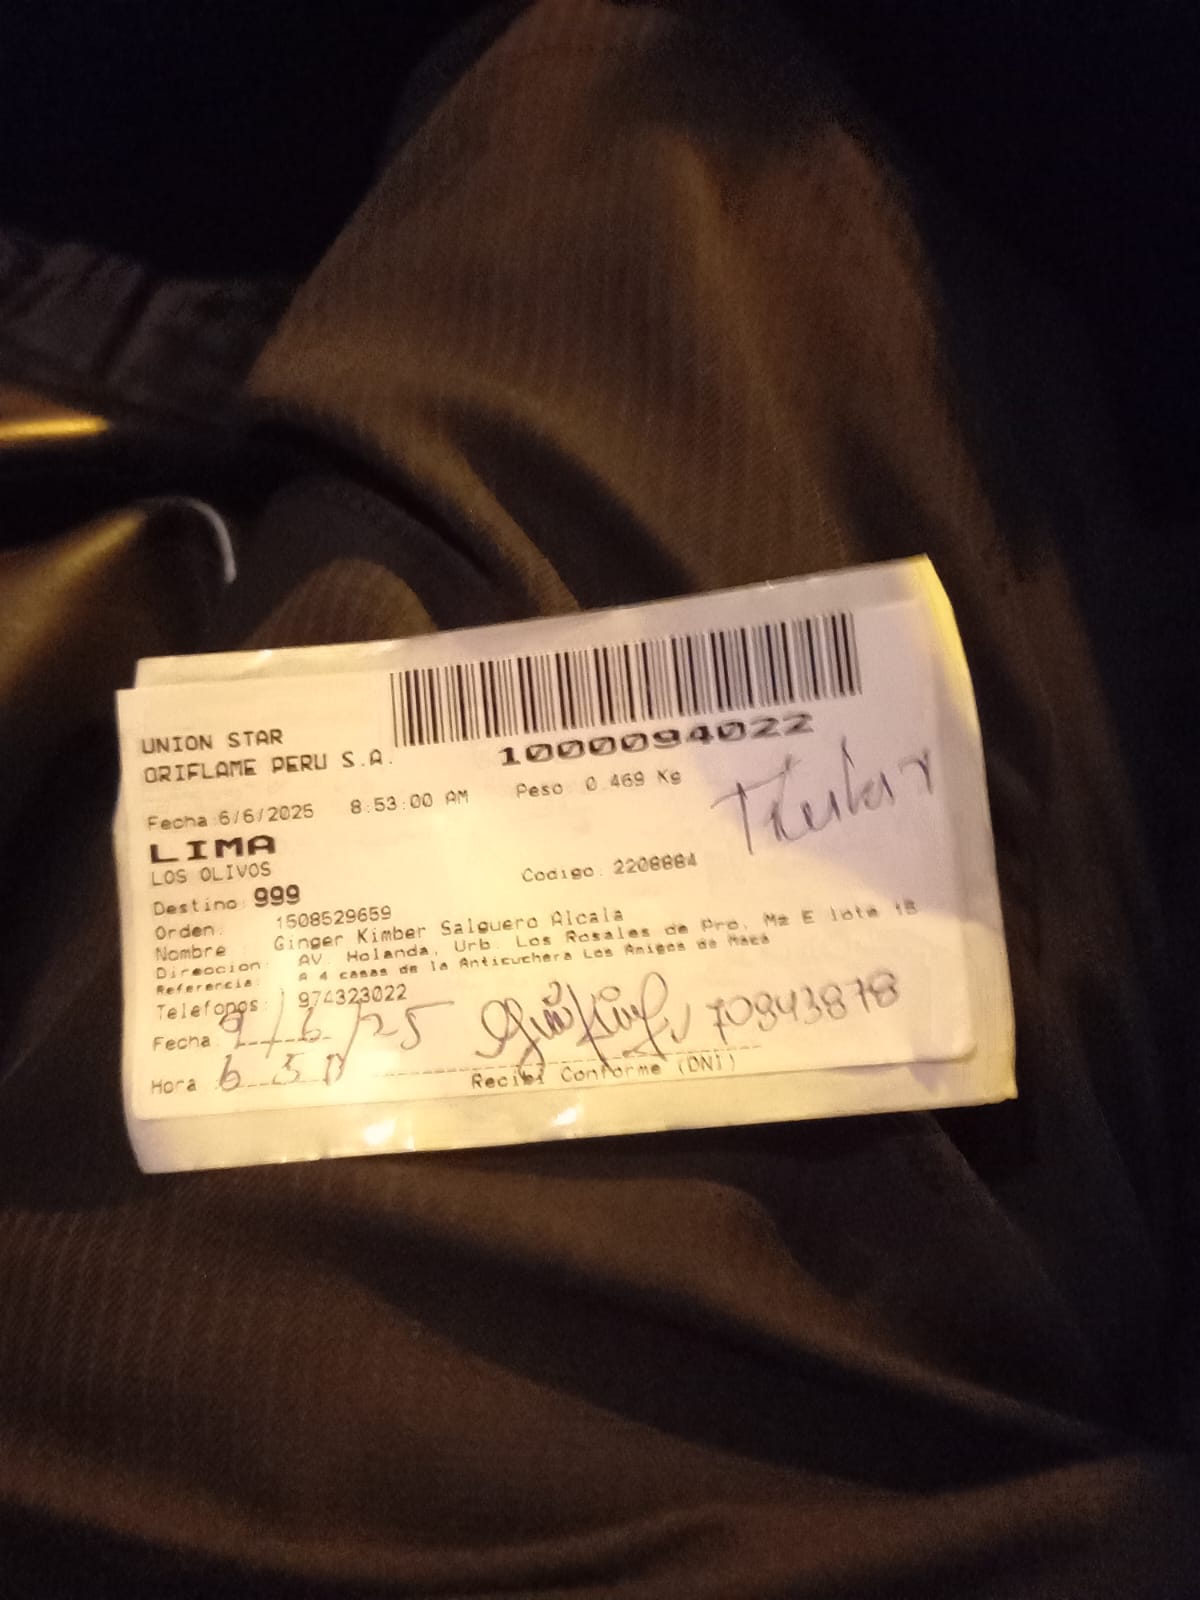 1000094022
UNION STAR
ORIFLAME PERU S.A.
Fecha:6/6/2025 8:53:00 AM Peso: 0.469 Kg
Titular
LIMA
LOS OLIVOS
Codigo: 2208884
Destino: 999
Orden: 1508529659
Nombre Ginger Kimber Salguero Alcala
Direccion: AV. Holanda, Urb. Los Rosales de Pro, Mz E lote 15
Referencia: A 4 casas de la Anticuchera Los Amigos de Maca
Telefonos: 974323022
Fecha 9/6/25 70943878
Hora 6 50 Recibi Conforme (DNI)